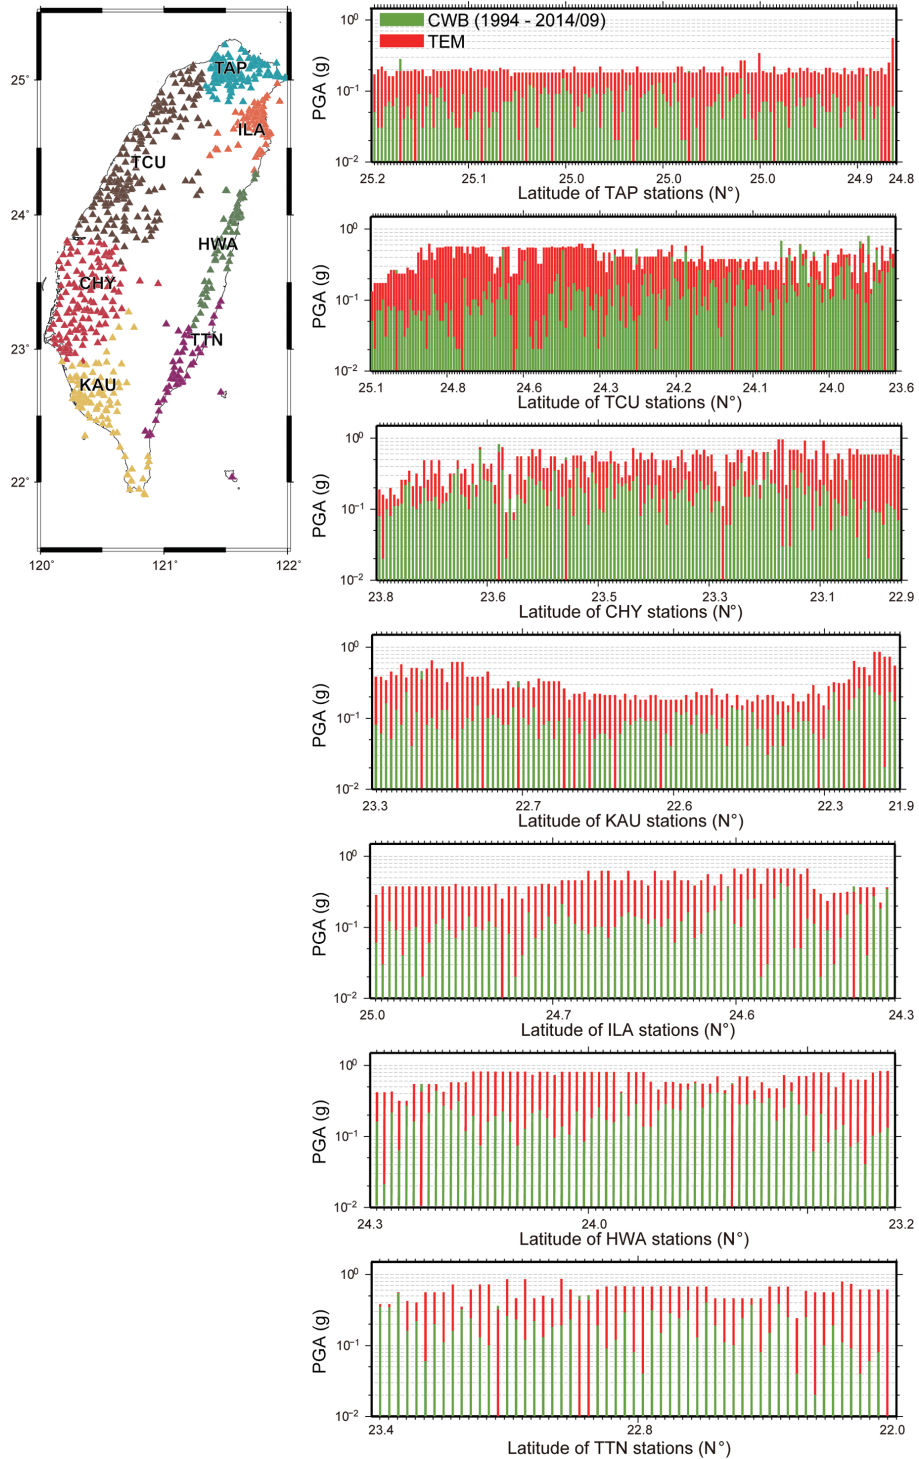 25°
24°
23°
22°
120°
121°
122°
TAP
ILA
TCU
HWA
CHY
TTN
KAU
CWB (1994 - 2014/09)
TEM
PGA (g)
10⁰
10⁻¹
10⁻²
25.2 25.1 25.0 25.0 25.0 24.9 24.8
Latitude of TAP stations (N°)
PGA (g)
10⁰
10⁻¹
10⁻²
25.1 24.8 24.6 24.3 24.2 24.1 24.0 23.6
Latitude of TCU stations (N°)
PGA (g)
10⁰
10⁻¹
10⁻²
23.8 23.6 23.5 23.3 23.1 22.9
Latitude of CHY stations (N°)
PGA (g)
10⁰
10⁻¹
10⁻²
23.3 22.7 22.6 22.3 21.9
Latitude of KAU stations (N°)
PGA (g)
10⁰
10⁻¹
10⁻²
25.0 24.7 24.6 24.3
Latitude of ILA stations (N°)
PGA (g)
10⁰
10⁻¹
10⁻²
24.3 24.0 23.2
Latitude of HWA stations (N°)
PGA (g)
10⁰
10⁻¹
10⁻²
23.4 22.8 22.0
Latitude of TTN stations (N°)